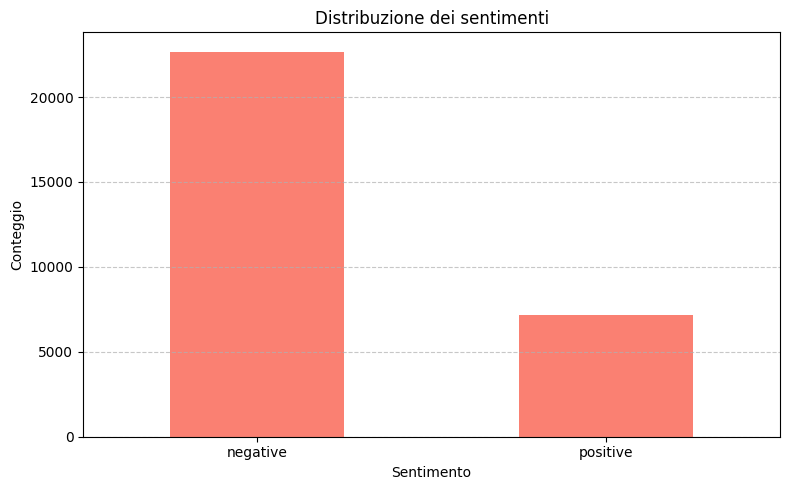 Distribuzione dei sentimenti
Conteggio
20000
15000
10000
5000
0
negative
positive
Sentimento